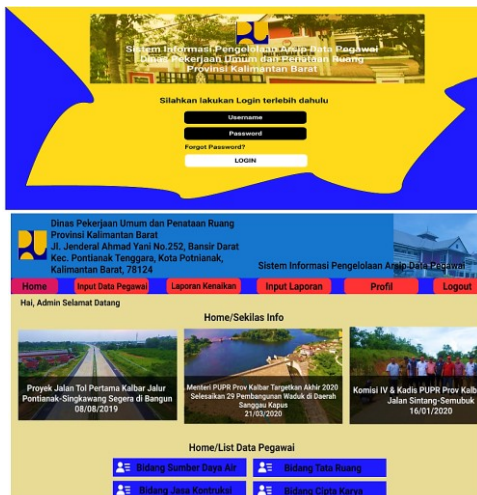 Sistem Informasi Pengelolaan Arsip Data Pegawai
Dinas Pekerjaan Umum dan Penataan Ruang
Provinsi Kalimantan Barat
Silahkan lakukan Login terlebih dahulu
Username
Password
Forgot Password?
LOGIN
Dinas Pekerjaan Umum dan Penataan Ruang
Provinsi Kalimantan Barat
Jl. Jenderal Ahmad Yani No.252, Bansir Darat
Kec. Pontianak Tenggara, Kota Potnianak,
Kalimantan Barat, 78124
Sistem Informasi Pengelolaan Arsip Data Pegawai
Home Input Data Pegawai Laporan Kenaikan Input Laporan Profil Logout
Hai, Admin Selamat Datang
Home/Sekilas Info
Proyek Jalan Tol Pertama Kalbar Jalur
Pontianak-Singkawang Segera di Bangun
08/08/2019
Menteri PUPR Prov Kalbar Targetkan Akhir 2020
Selesaikan 29 Pembangunan Waduk di Daerah
Sanggau Kapus
21/03/2020
Komisi IV & Kadis PUPR Prov Kalb
Jalan Sintang-Semubuk
16/01/2020
Home/List Data Pegawai
Bidang Sumber Daya Air Bidang Tata Ruang
Bidang Jasa Kontruksi Bidang Cipta Karya